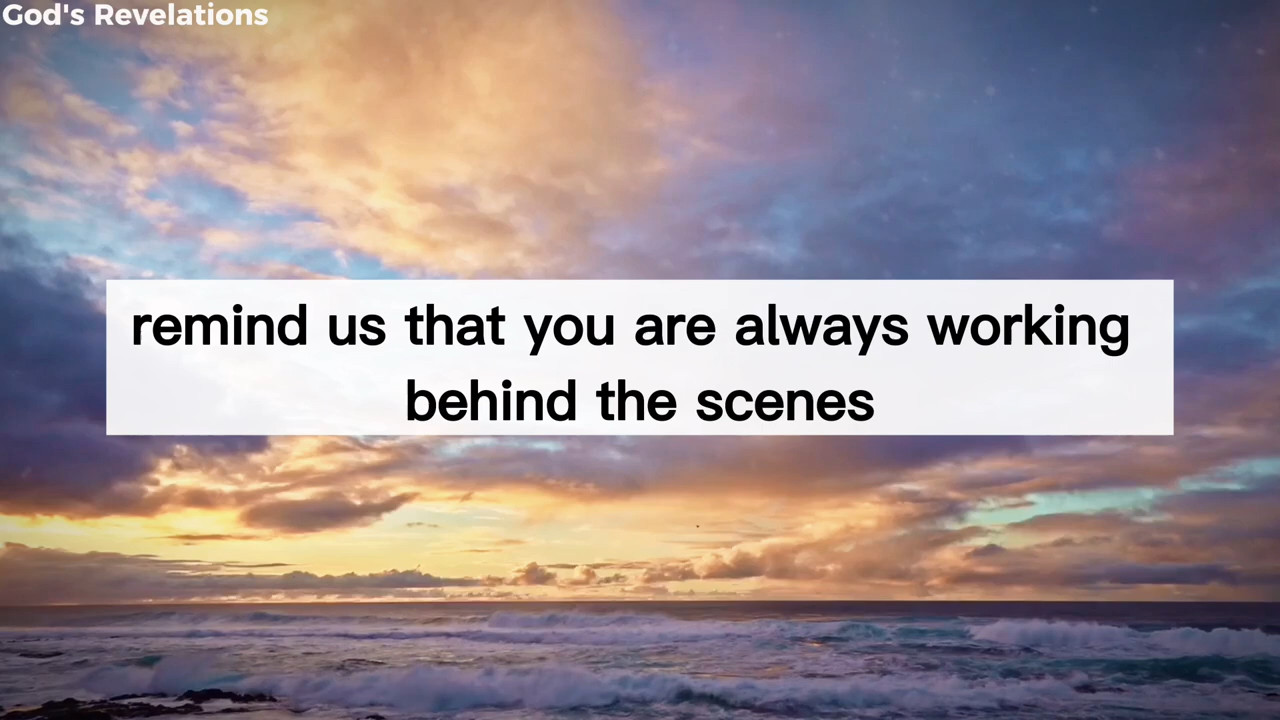 God's Revelations
remind us that you are always working
behind the scenes